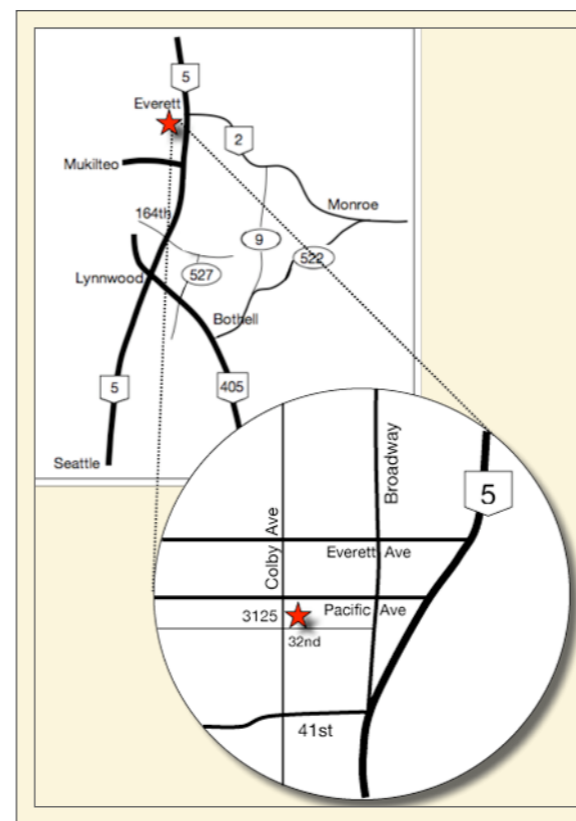 5
Everett
2
Mukilteo
Monroe
164th
9
522
527
Lynnwood
Bothell
5
405
Seattle
Broadway
5
Colby Ave
Everett Ave
Pacific Ave
3125
32nd
41st